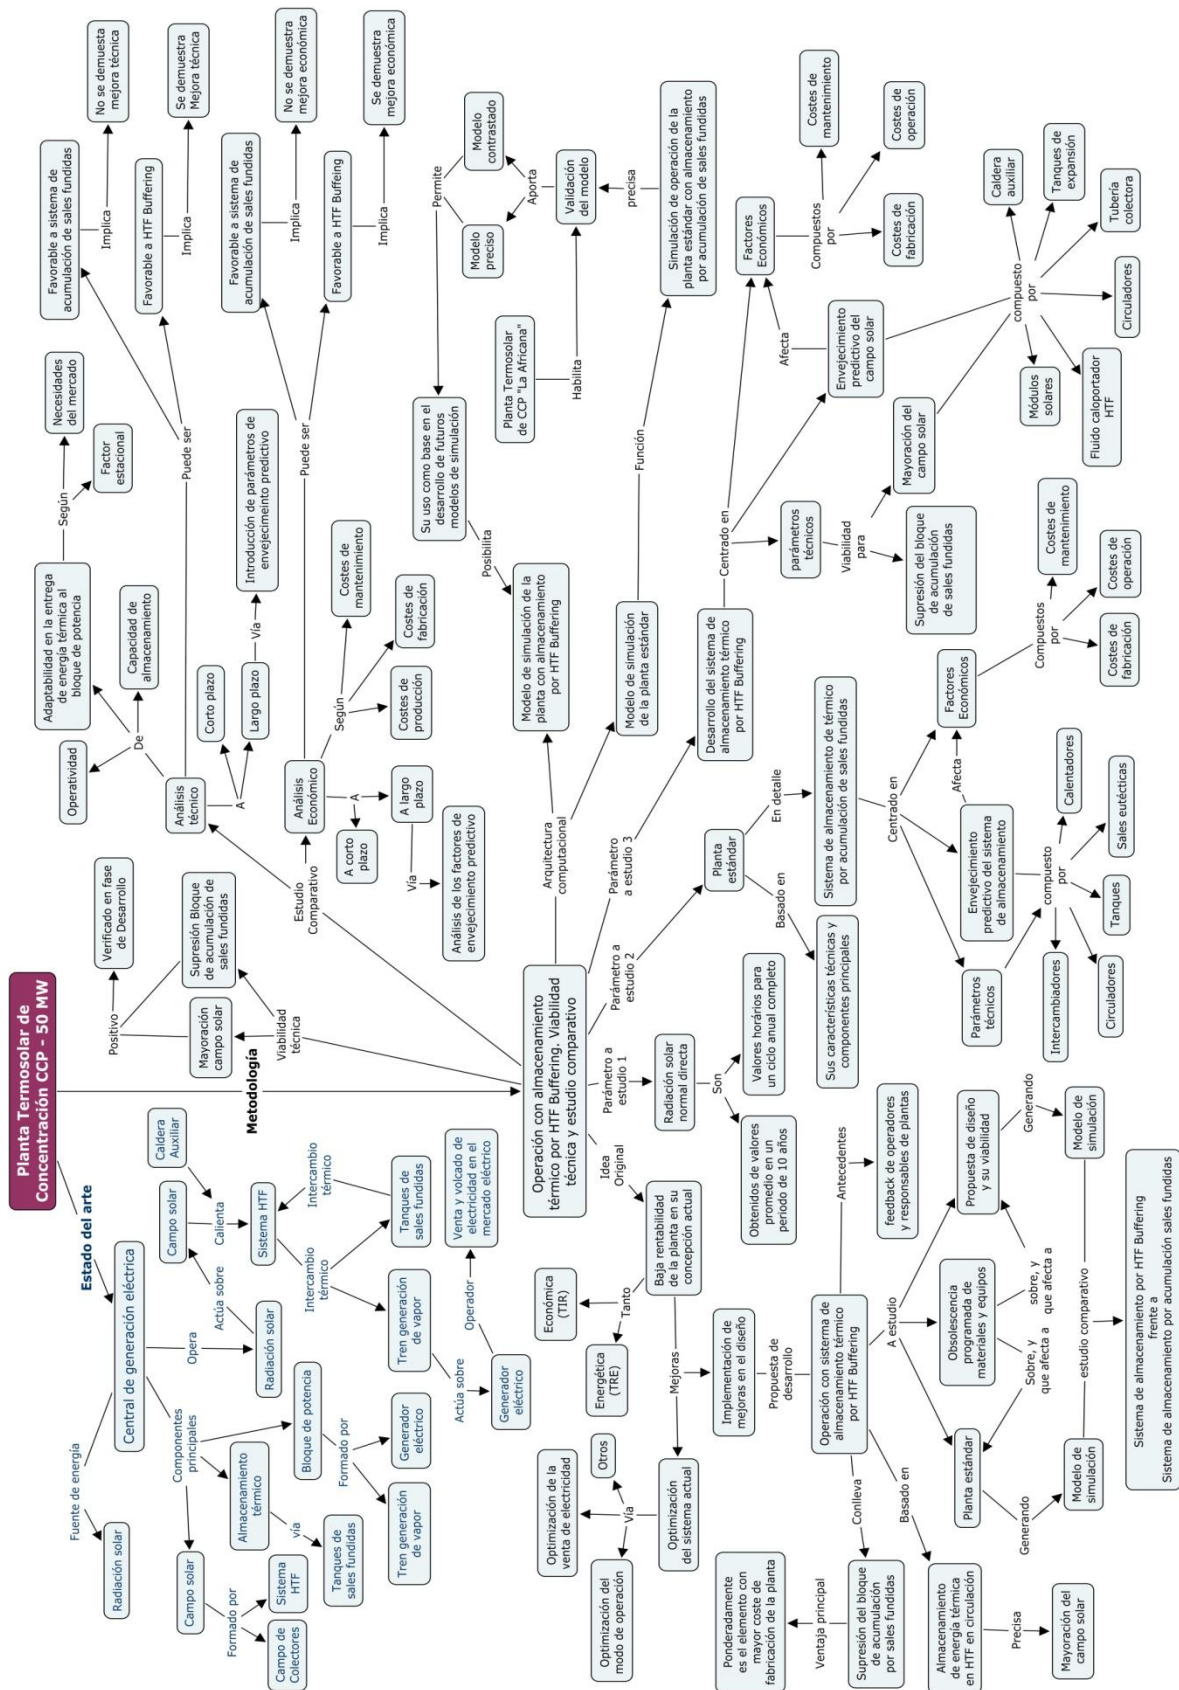 Planta Termosolar de
Concentración CCP - 50 MW
Estado del arte
Fuente de energía
Radiación solar
Central de generación eléctrica
Opera
Radiación solar
Actúa sobre
Campo solar
Caldera
Auxiliar
Calienta
Sistema HTF
Intercambio
térmico
Intercambio
térmico
Tanques de
sales fundidas
Tren generación
de vapor
Actúa sobre
Generador
eléctrico
Operador
Venta y volcado de
electricidad en el
mercado eléctrico
Componentes
principales
Campo solar
Formado por
Campo de
Colectores
Sistema
HTF
Almacenamiento
térmico
vía
Tanques de
sales fundidas
Bloque de potencia
Formado por
Tren generación
de vapor
Generador
eléctrico
Metodología
Operación con almacenamiento
térmico por HTF Buffering. Viabilidad
técnica y estudio comparativo
Viabilidad
técnica
Mayoración
campo solar
Supresión Bloque
de acumulación de
sales fundidas
Positivo
Verificado en fase
de Desarrollo
Estudio
Comparativo
Análisis
técnico
De
Operatividad
Adaptabilidad en la entrega
de energía térmica al
bloque de potencia
Capacidad de
almacenamiento
Según
Necesidades
del mercado
Factor
estacional
A
Corto plazo
Largo plazo
Vía
Introducción de parámetros de
envejecimeinto predictivo
Puede ser
Favorable a sistema de
acumulación de sales fundidas
Implica
No se demuesta
mejora técnica
Favorable a HTF Buffering
Implica
Se demuestra
Mejora técnica
Análisis
Económico
A
A corto
plazo
A largo
plazo
Vía
Análisis de los factores de
envejecimiento predictivo
Según
Costes de
producción
Costes de
fabricación
Costes de
mantenimiento
Puede ser
Favorable a sistema de
acumulación de sales fundidas
Implica
No se demuestra
mejora económica
Favorable a HTF Buffeing
Implica
Se demuestra
mejora económica
Arquitectura
computacional
Modelo de simulación de la
planta con almacenamiento
por HTF Buffering
Modelo de simulación
de la planta estándar
Función
Simulación de operación de la
planta estándar con almacenamiento
por acumulación de sales fundidas
precisa
Validación
del modelo
Habilita
Planta Termosolar
de CCP "La Africana"
Aporta
Modelo
preciso
Modelo
contrastado
Permite
Su uso como base en el
desarrollo de futuros
modelos de simulación
Posibilita
Parámetro
a estudio 3
Desarrollo del sistema de
almacenamiento térmico
por HTF Buffering
Centrado en
parámetros
técnicos
Viabilidad
para
Supresión del bloque
de acumulación
de sales fundidas
Mayoración del
campo solar
Envejecimiento
predictivo del
campo solar
Afecta
Factores
Económicos
Compuestos
por
Costes de
fabricación
Costes de
operación
Costes de
mantenimiento
compuesto
por
Módulos
solares
Fluido caloportador
HTF
Circuladores
Tubería
colectora
Tanques de
expansión
Caldera
auxiliar
Parámetro a
estudio 2
Planta
estándar
Basado en
Sus características técnicas y
componentes principales
En detalle
Sistema de almacenamiento de térmico
por acumulación de sales fundidas
Centrado en
Parámetros
técnicos
Envejecimiento
predictivo del sistema
de almacenamiento
Afecta
Factores
Económicos
Compuestos
por
Costes de
fabricación
Costes de
operación
Costes de
mantenimiento
compuesto
por
Intercambiadores
Circuladores
Tanques
Sales eutécticas
Calentadores
Parámetro a
estudio 1
Radiación solar
normal directa
Son
Obtenidos de valores
promedio en un
periodo de 10 años
Valores horários para
un ciclo anual completo
Idea
Original
Baja rentabilidad
de la planta en su
concepción actual
Tanto
Económica
(TIR)
Energética
(TRE)
Mejoras
Optimización
del sistema actual
Vía
Optimización del
modo de operación
Optimización de la
venta de electricidad
Otros
Implementación de
mejoras en el diseño
Propuesta de
desarrollo
Operación con sistema de
almacenamiento térmico
por HTF Buffering
Antecedentes
feedback de operadores
y responsables de plantas
Conlleva
Supresión del bloque
de acumulación
por sales fundidas
Ventaja principal
Ponderadamente
es el elemento con
mayor coste de
fabricación de la planta
Basado en
Almacenamiento
de energía térmica
en HTF en circulación
Precisa
Mayoración del
campo solar
A estudio
Planta estándar
Obsolescencia
programada de
materiales y equipos
Propuesta de diseño
y su viabilidad
Sobre, y
que afecta a
sobre, y
que afecta a
Generando
Modelo de
simulación
Generando
Modelo de
simulación
estudio comparativo
Sistema de almacenamiento por HTF Buffering
frente a
Sistema de almacenamiento por acumulación sales fundidas